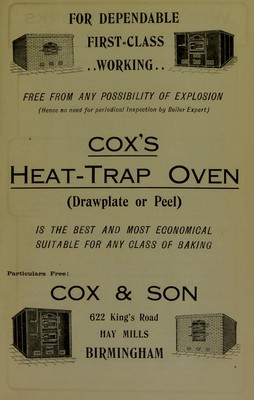 FOR DEPENDABLE
FIRST-CLASS
..WORKING..
FREE FROM ANY POSSIBILITY OF EXPLOSION
(Hence no need for periodical Inspection by Boiler Expert)
COX'S
HEAT-TRAP OVEN
(Drawplate or Peel)
IS THE BEST AND MOST ECONOMICAL
SUITABLE FOR ANY CLASS OF BAKING
Particulars Free:
COX & SON
622 King's Road
HAY MILLS
BIRMINGHAM